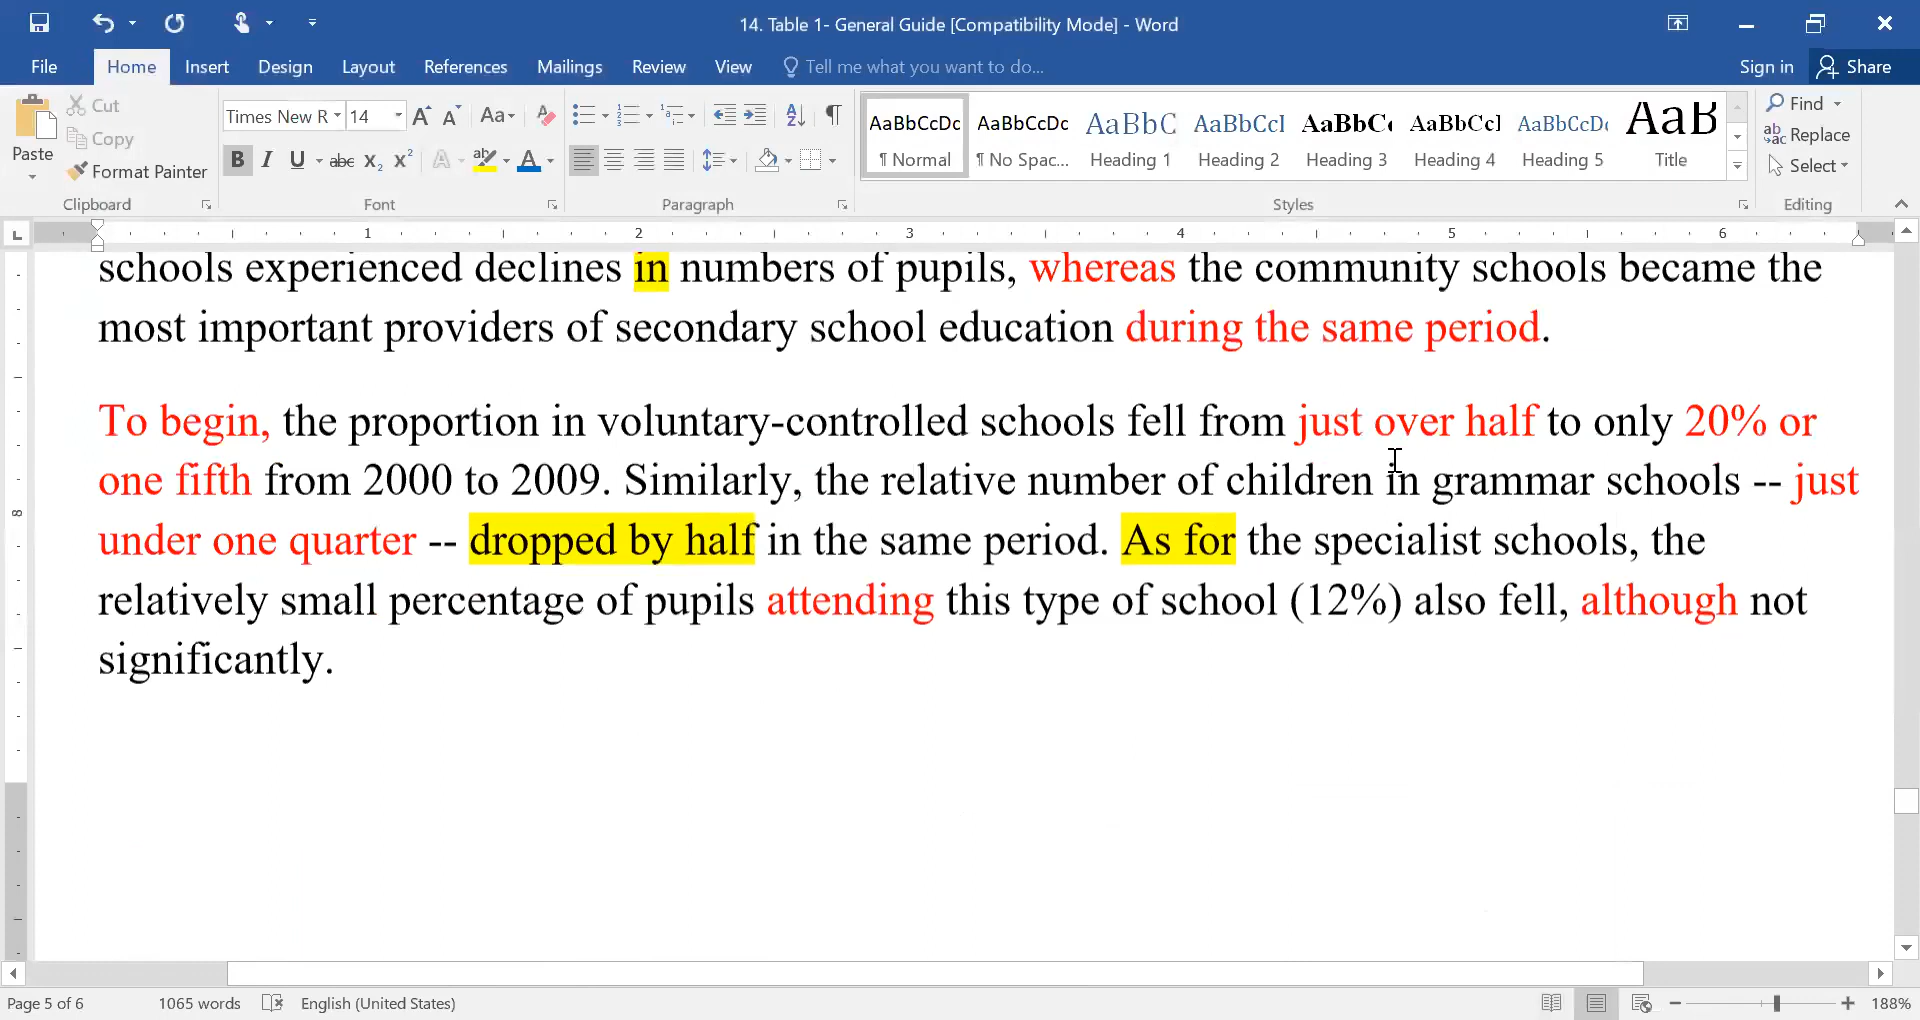 14. Table 1- General Guide [Compatibility Mode] - Word
File Home Insert Design Layout References Mailings Review View Tell me what you want to do... Sign in Share
Paste
Cut
Copy
Format Painter
Clipboard
Times New R 14
Font
Paragraph
AaBbCcDc AaBbCcDc AaBbC AaBbCcI AaBbC AaBbCcI AaBbCcD AaB
¶ Normal ¶ No Spac... Heading 1 Heading 2 Heading 3 Heading 4 Heading 5 Title
Styles
Find
Replace
Select
Editing
1 2 3 4 5 6
schools experienced declines in numbers of pupils, whereas the community schools became the
most important providers of secondary school education during the same period.
To begin, the proportion in voluntary-controlled schools fell from just over half to only 20% or
one fifth from 2000 to 2009. Similarly, the relative number of children in grammar schools -- just
under one quarter -- dropped by half in the same period. As for the specialist schools, the
relatively small percentage of pupils attending this type of school (12%) also fell, although not
significantly.
8
Page 5 of 6 1065 words English (United States) 188%